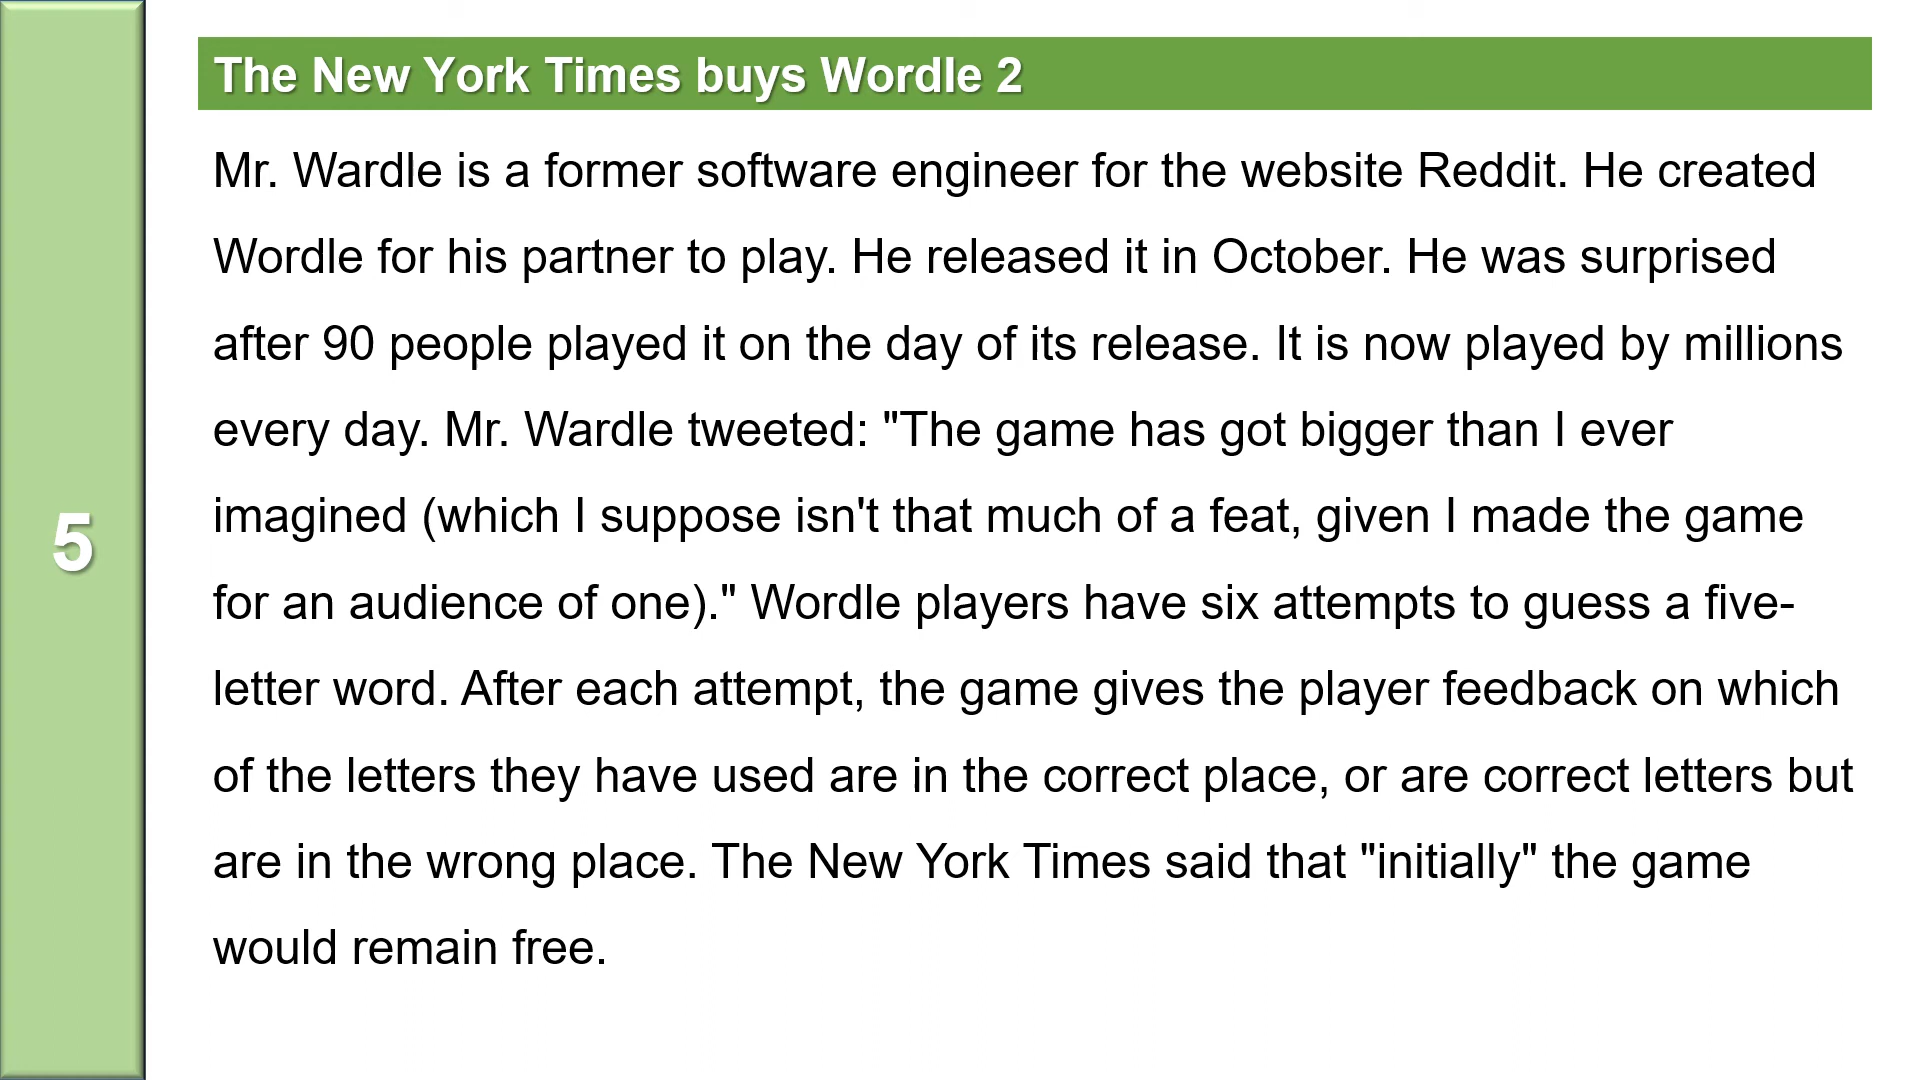 The New York Times buys Wordle 2
Mr. Wardle is a former software engineer for the website Reddit. He created
Wordle for his partner to play. He released it in October. He was surprised
after 90 people played it on the day of its release. It is now played by millions
every day. Mr. Wardle tweeted: "The game has got bigger than I ever
imagined (which I suppose isn't that much of a feat, given I made the game
for an audience of one)." Wordle players have six attempts to guess a five-
letter word. After each attempt, the game gives the player feedback on which
of the letters they have used are in the correct place, or are correct letters but
are in the wrong place. The New York Times said that "initially" the game
would remain free.
5